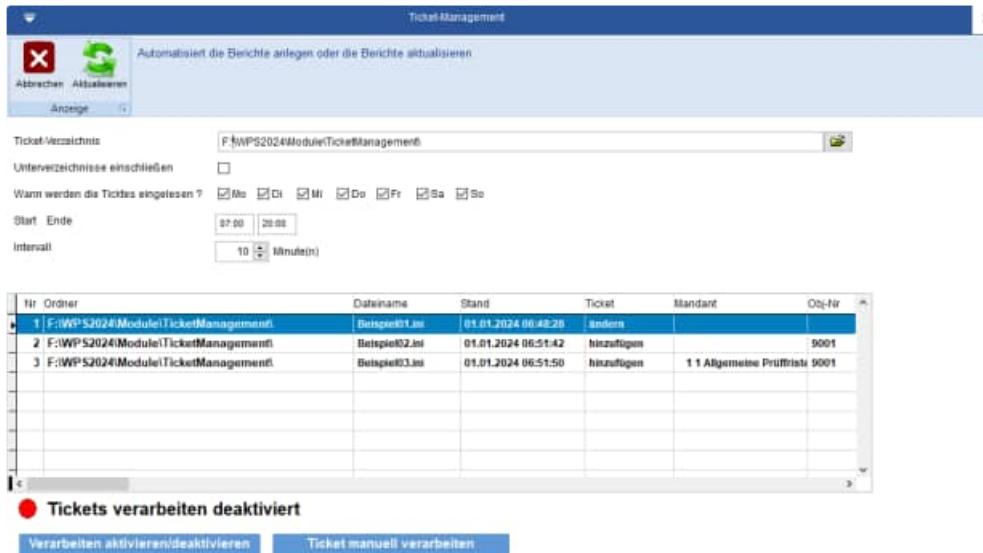 Ticket-Management
Automatisiert die Berichte anlegen oder die Berichte aktualisieren
Abbrechen Aktualisieren
Anzeige
Ticket-Verzeichnis F:\WPS2024\Module\TicketManagement\
Unterverzeichnisse einschließen
Wann werden die Ticktes eingelesen ? Mo Di Mi Do Fr Sa So
Start Ende 07:00 20:00
Intervall 10 Minute(n)
Nr Ordner Dateiname Stand Ticket Mandant Obj-Nr
1 F:\WPS2024\Module\TicketManagement\ Beispiel01.ini 01.01.2024 06:48:28 ändern
2 F:\WPS2024\Module\TicketManagement\ Beispiel02.ini 01.01.2024 06:51:42 hinzufügen 9001
3 F:\WPS2024\Module\TicketManagement\ Beispiel03.ini 01.01.2024 06:51:50 hinzufügen 1 1 Allgemeine Prüffriste 9001
Tickets verarbeiten deaktiviert
Verarbeiten aktivieren/deaktivieren Ticket manuell verarbeiten